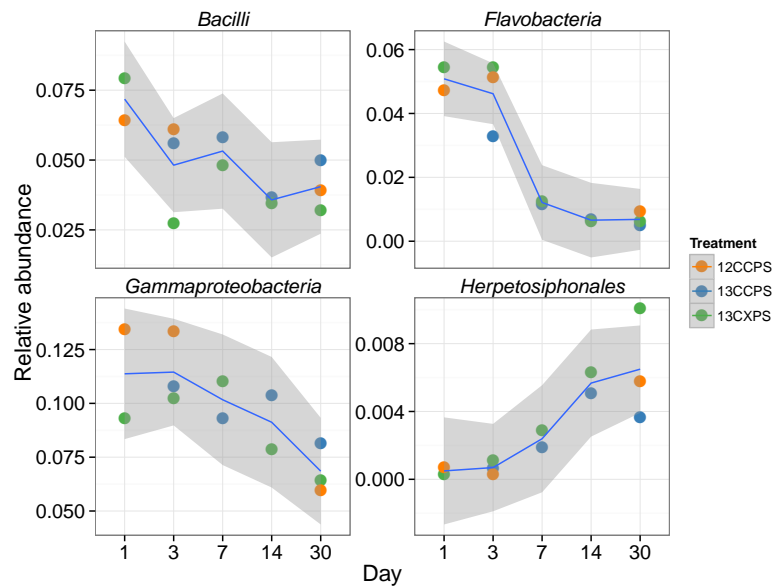 Bacilli
Flavobacteria
0.075
0.050
0.025
0.06
0.04
0.02
0.00
Gammaproteobacteria
Herpetosiphonales
0.125
0.100
0.075
0.050
0.008
0.004
0.000
1 3 7 14 30
1 3 7 14 30
Day
Relative abundance
Treatment
12CCPS
13CCPS
13CXPS